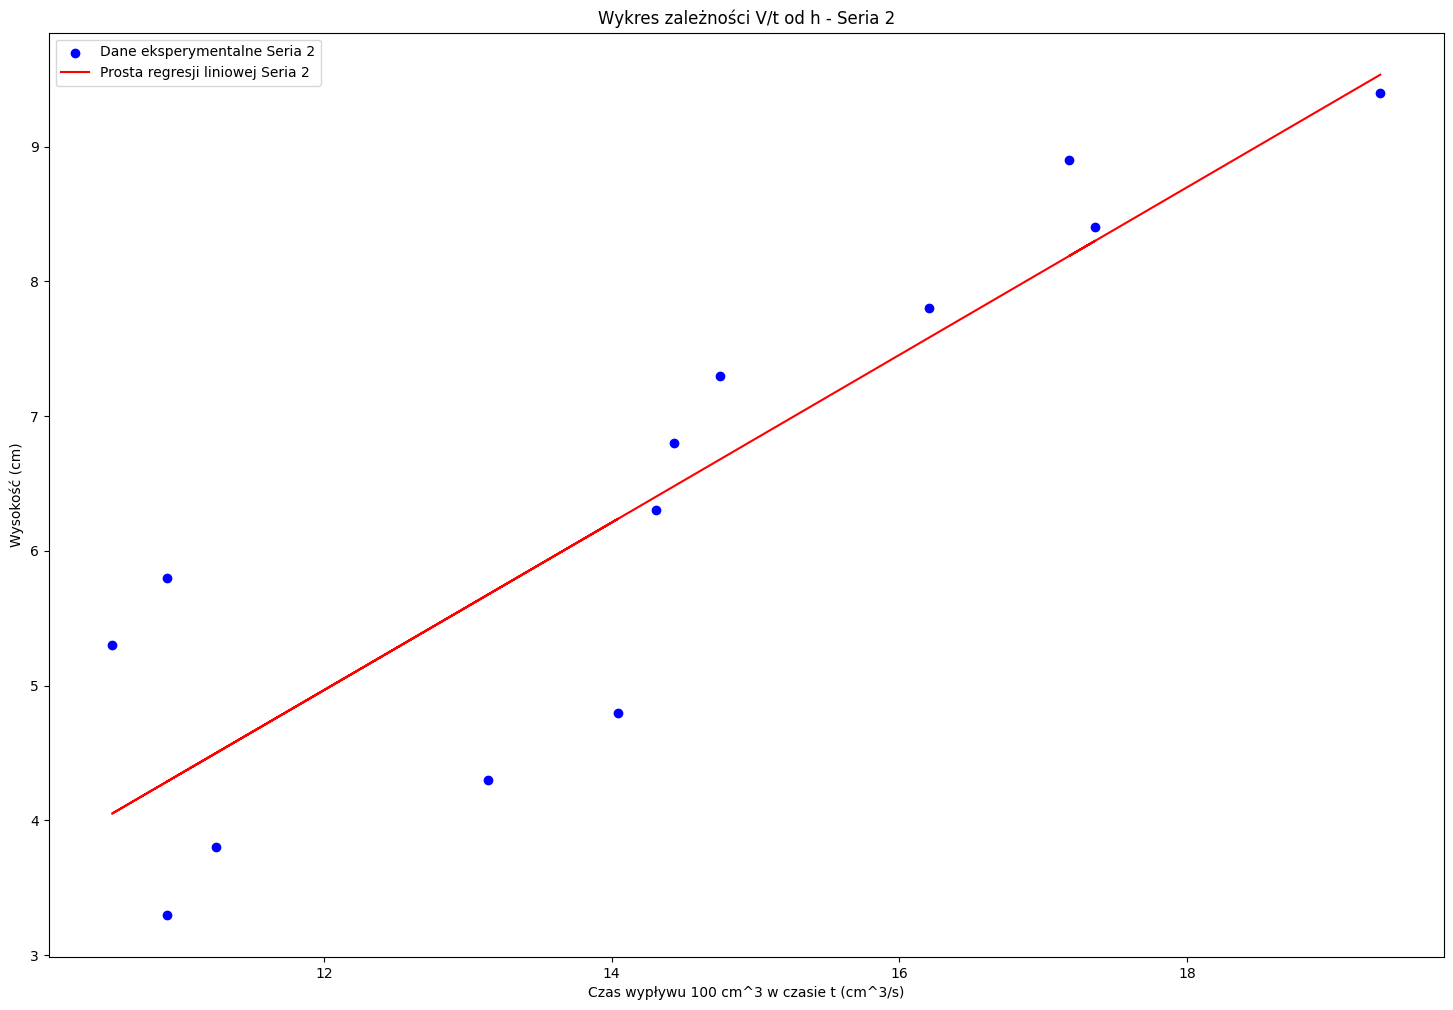 Wykres zależności V/t od h - Seria 2
Dane eksperymentalne Seria 2
Prosta regresji liniowej Seria 2
9
8
7
6
5
4
3
Wysokość (cm)
12 14 16 18
Czas wypływu 100 cm^3 w czasie t (cm^3/s)